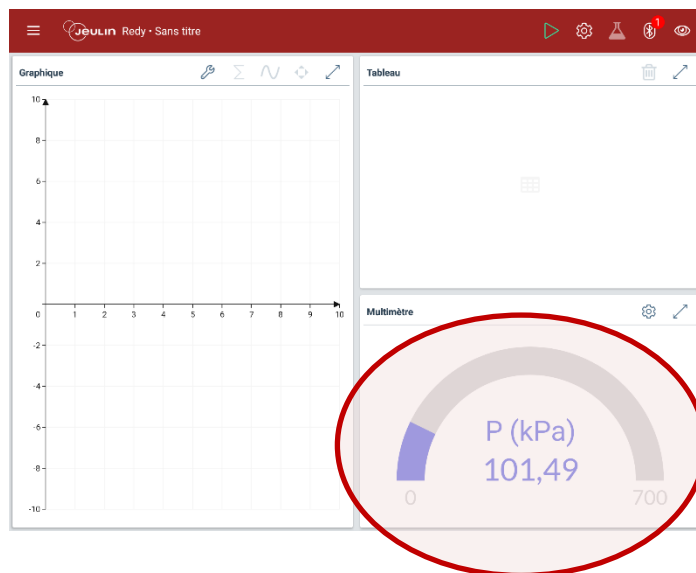 Jeulin Redy • Sans titre
1
Graphique
10
8
6
4
2
0 1 2 3 4 5 6 7 8 9 10
-2
-4
-6
-8
-10
Tableau
Multimètre
P (kPa)
101,49
0 700